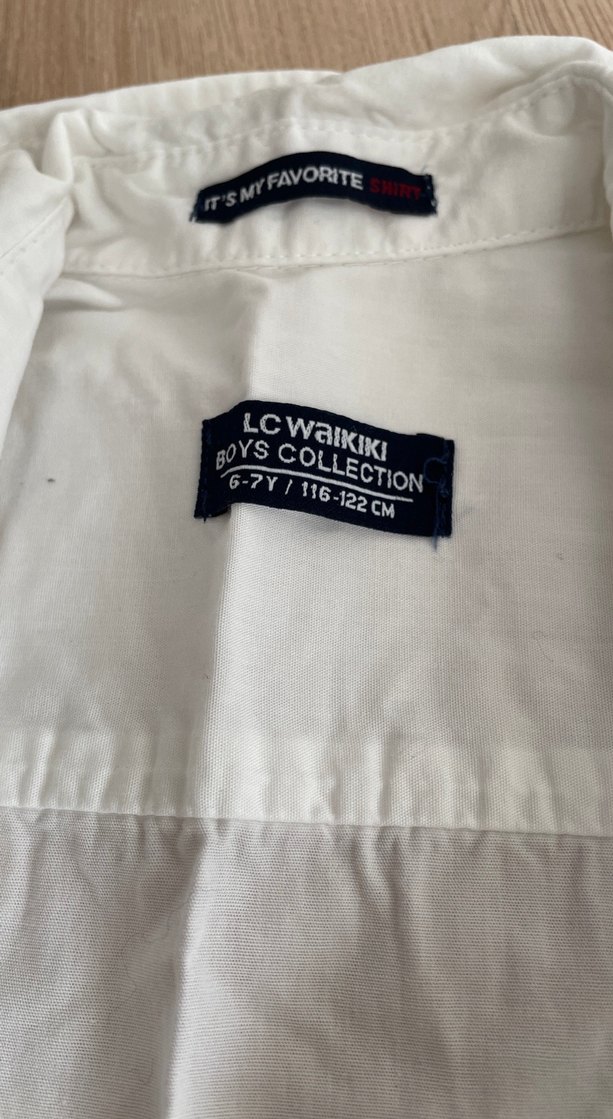 IT'S MY FAVORITE SHIRT
LC WAIKIKI
BOYS COLLECTION
6-7Y / 116-122 CM